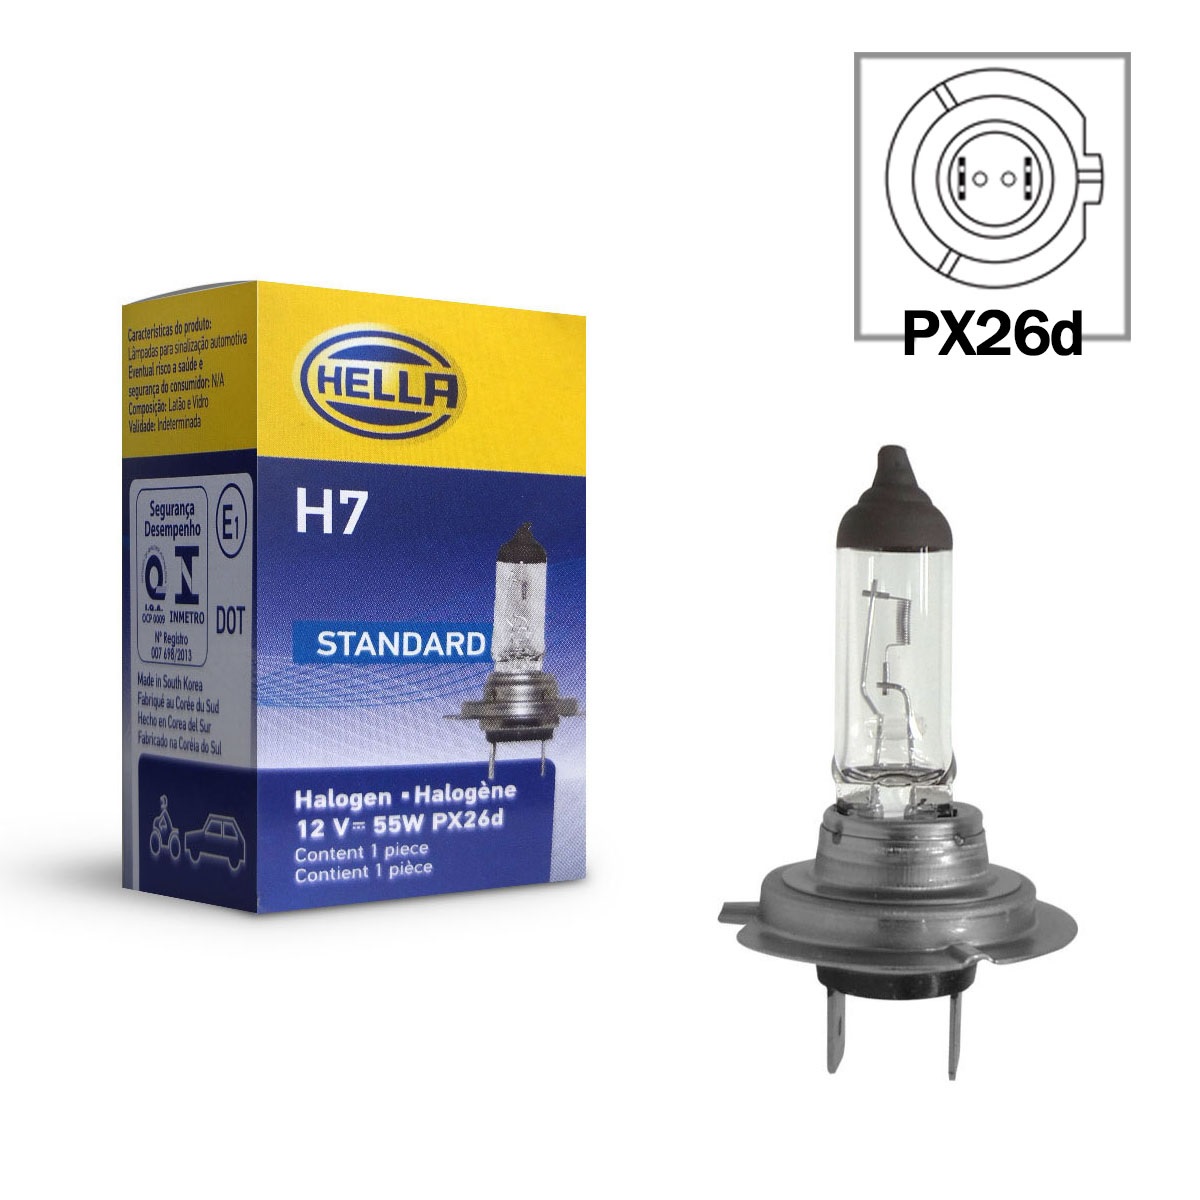 PX26d
Características do produto:
Lâmpadas para sinalização automotiva
Eventual risco a saúde e
segurança do consumidor: N/A
Composição: Latão e Vidro
Validade: Indeterminada
HELLA
H7
STANDARD
Halogen ▪ Halogène
12 V⎓ 55W PX26d
Content 1 piece
Contient 1 pièce
Segurança
Desempenho
E1
I.Q.A.
OCP 0009
INMETRO
DOT
Nº Registro
007 698/2013
Made in South Korea
Fabriqué au Corée du Sud
Hecho en Corea del Sur
Fabricado na Coréia do Sul